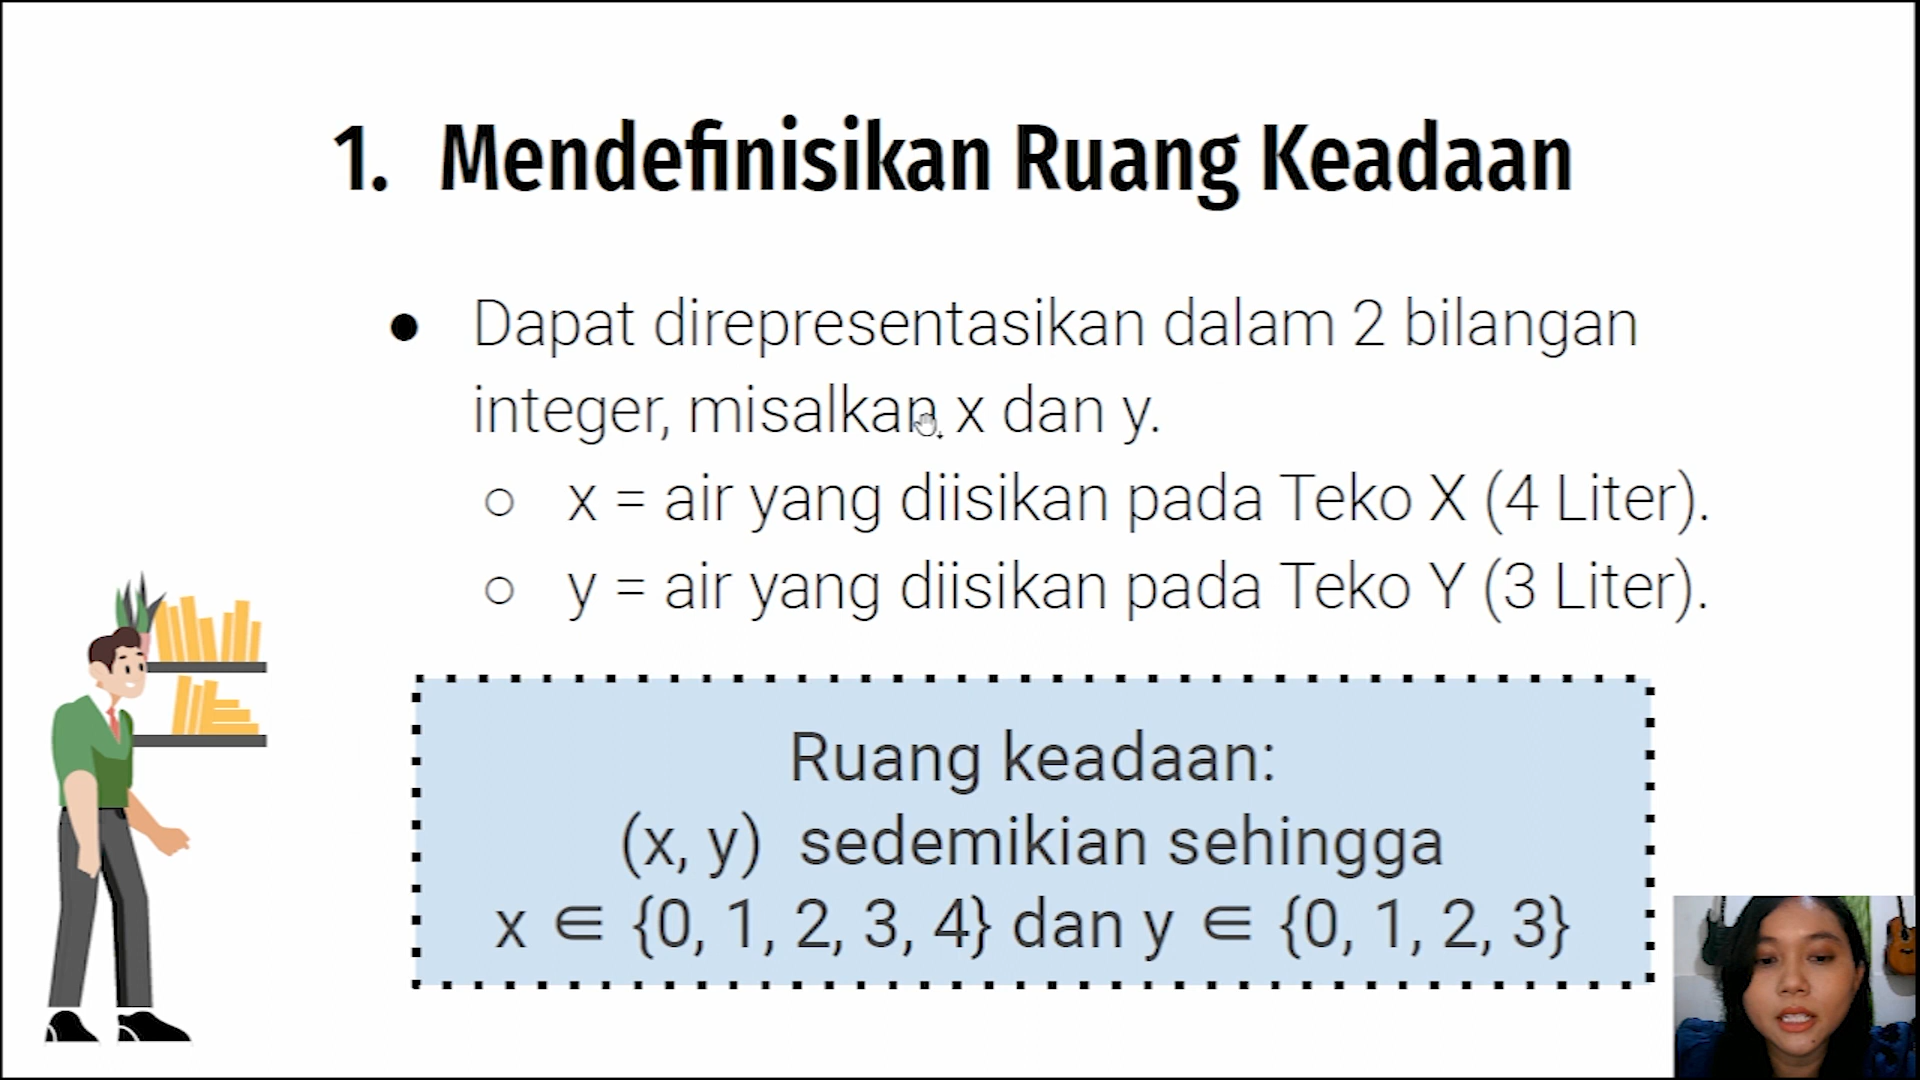 1. Mendefinisikan Ruang Keadaan
● Dapat direpresentasikan dalam 2 bilangan
integer, misalkan x dan y.
○ x = air yang diisikan pada Teko X (4 Liter).
○ y = air yang diisikan pada Teko Y (3 Liter).
Ruang keadaan:
(x, y) sedemikian sehingga
x ∈ {0, 1, 2, 3, 4} dan y ∈ {0, 1, 2, 3}